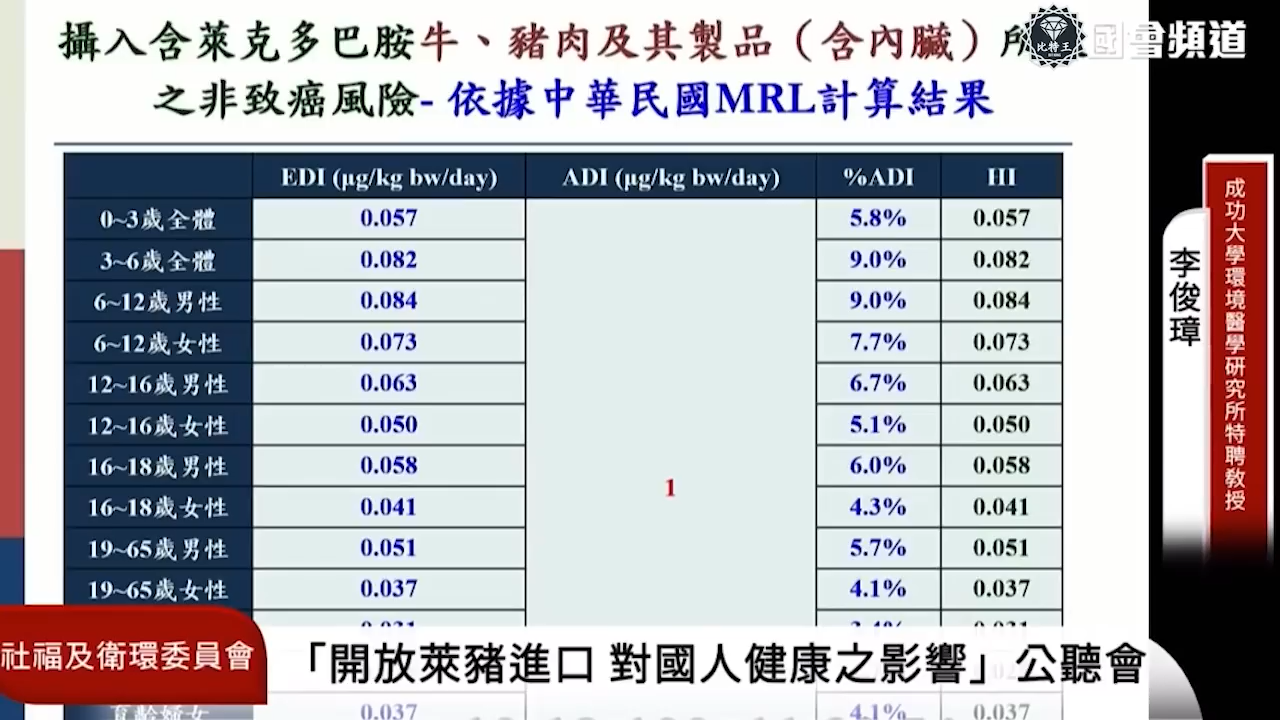 攝入含萊克多巴胺牛、豬肉及其製品（含內臟）所
之非致癌風險- 依據中華民國MRL計算結果
比特王
國會頻道
EDI (μg/kg bw/day) ADI (μg/kg bw/day) %ADI HI
0~3歲全體 0.057 5.8% 0.057
3~6歲全體 0.082 9.0% 0.082
6~12歲男性 0.084 9.0% 0.084
6~12歲女性 0.073 7.7% 0.073
12~16歲男性 0.063 6.7% 0.063
12~16歲女性 0.050 5.1% 0.050
16~18歲男性 0.058 6.0% 0.058
1
16~18歲女性 0.041 4.3% 0.041
19~65歲男性 0.051 5.7% 0.051
19~65歲女性 0.037 4.1% 0.037
0.037 4.1% 0.037
成功大學環境醫學研究所特聘教授
李俊璋
社福及衛環委員會
「開放萊豬進口 對國人健康之影響」公聽會